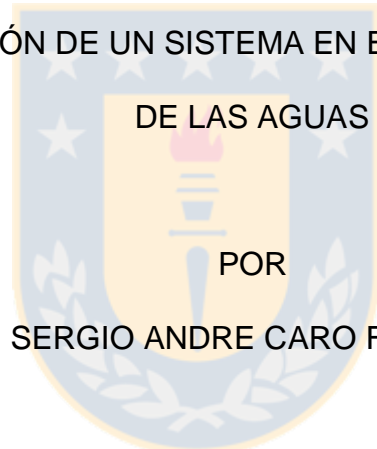 ÓN DE UN SISTEMA EN
DE LAS AGUAS
POR
SERGIO ANDRE CARO